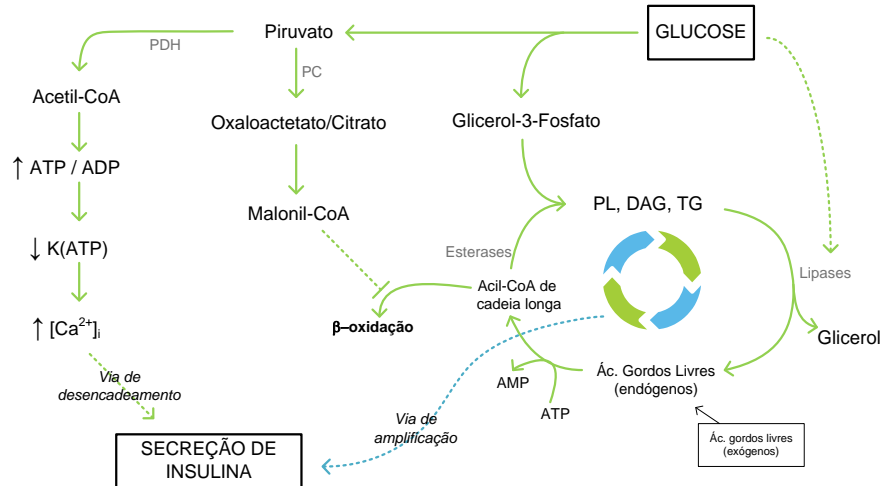 PDH
Piruvato
GLUCOSE
PC
Acetil-CoA
Oxaloactetato/Citrato
Glicerol-3-Fosfato
↑ ATP / ADP
Malonil-CoA
PL, DAG, TG
↓ K(ATP)
Esterases
Lipases
Acil-CoA de
cadeia longa
↑ [Ca²⁺]ᵢ
β–oxidação
Glicerol
Via de
desencadeamento
AMP
ATP
Ác. Gordos Livres
(endógenos)
Via de
amplificação
Ác. gordos livres
(exógenos)
SECREÇÃO DE
INSULINA